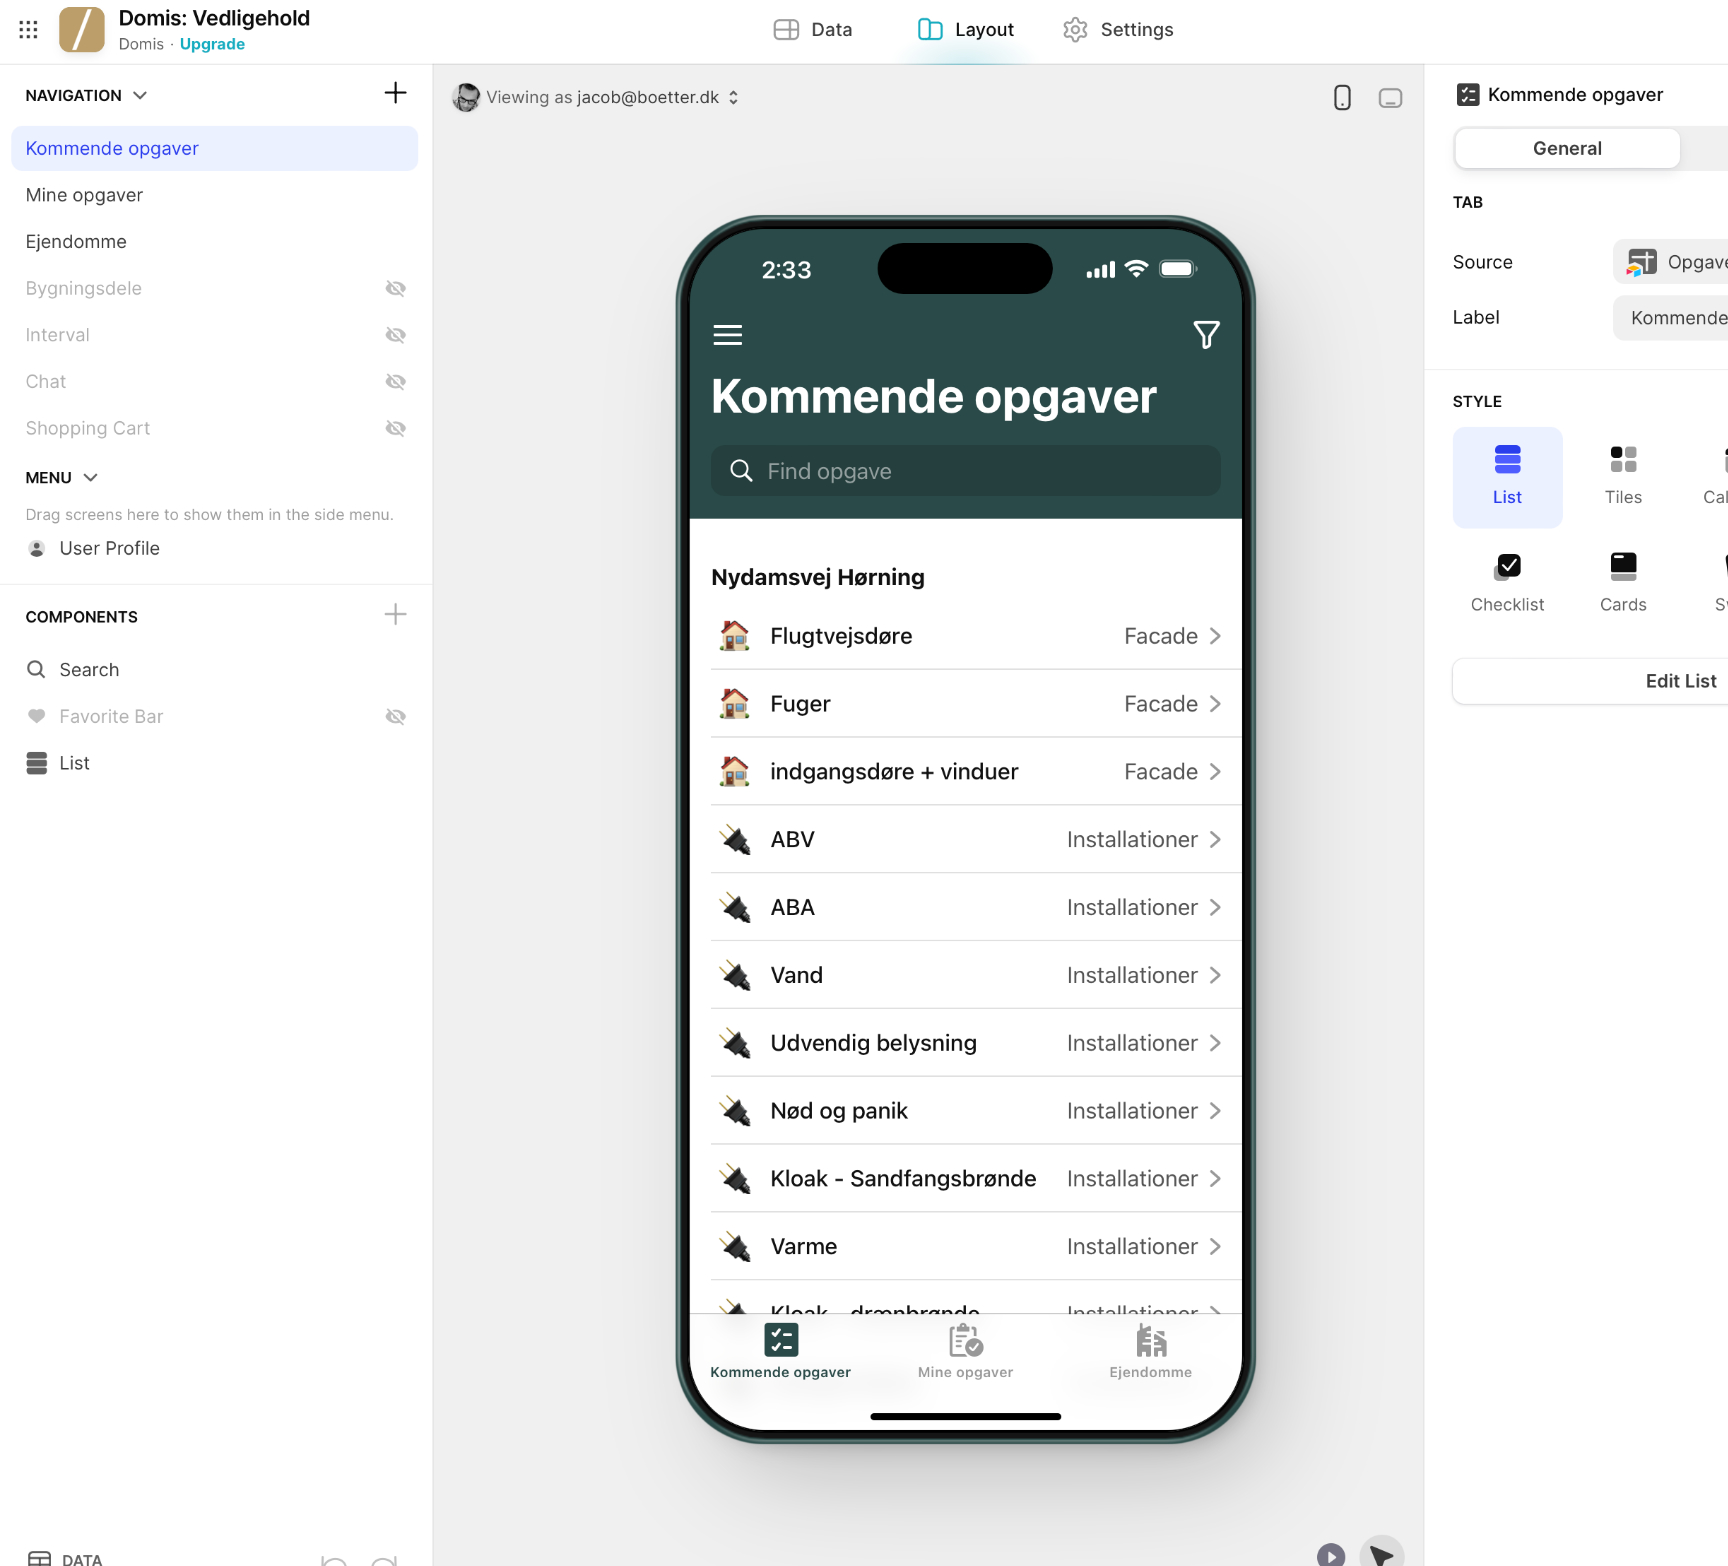 Domis: Vedligehold
Domis · Upgrade
Data
Layout
Settings
NAVIGATION
Kommende opgaver
Mine opgaver
Ejendomme
Bygningsdele
Interval
Chat
Shopping Cart
MENU
Drag screens here to show them in the side menu.
User Profile
COMPONENTS
Search
Favorite Bar
List
DATA
Viewing as jacob@boetter.dk
2:33
Kommende opgaver
Find opgave
Nydamsvej Hørning
Flugtvejsdøre Facade
Fuger Facade
indgangsdøre + vinduer Facade
ABV Installationer
ABA Installationer
Vand Installationer
Udvendig belysning Installationer
Nød og panik Installationer
Kloak - Sandfangsbrønde Installationer
Varme Installationer
Kloak - drænbrønde Installationer
Kommende opgaver
Mine opgaver
Ejendomme
Kommende opgaver
General
TAB
Source Opgave
Label Kommende
STYLE
List
Tiles
Cal
Checklist
Cards
Sw
Edit List